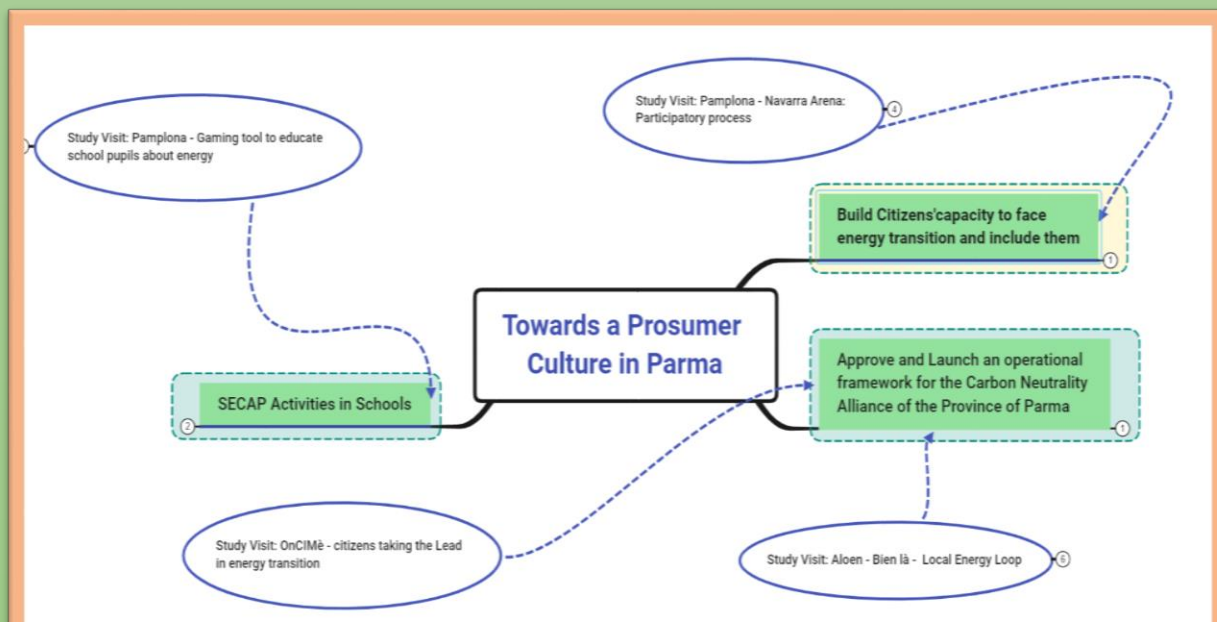 Study Visit: Pamplona - Navarra Arena:
Participatory process
4
Study Visit: Pamplona - Gaming tool to educate
school pupils about energy
Build Citizens'capacity to face
energy transition and include them
1
Towards a Prosumer
Culture in Parma
Approve and Launch an operational
framework for the Carbon Neutrality
Alliance of the Province of Parma
1
SECAP Activities in Schools
2
Study Visit: OnCIMè - citizens taking the Lead
in energy transition
Study Visit: Aloen - Bien là - Local Energy Loop
6